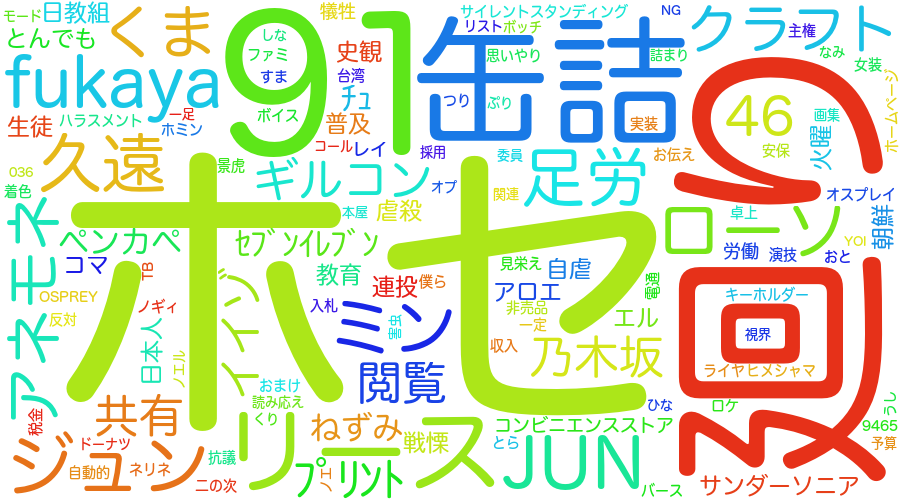 モード
日教組
くま
しな
ファミ
すま
犠牲
サイレントスタンディング
リスト
ボッチ
NG
クラフト
主権
なみ
女装
とんでも
fukaya
91
史観
台湾
缶詰
思いやり
詰まり
の
46
画集
ホームページ
生徒
ハラスメント
一足
ホミン
ボイス
チュ
普及
コール
レイ
つり
ぷり
実装
採用
委員
お伝え
安保
火曜
036
着色
久遠
ホセ
景虎
ギルコン
オプ
足労
関連
オスプレイ
アネモネ
ペンカペ
セブンイレブン
本屋
虐殺
ローソン
卓上
朝鮮
YOI
コマ
TB
イイジ
教育
連投
僕ら
見栄え
自虐
電通
労働
演技
おと
OSPREY
ノギィ
入札
ミン
アロエ
非売品
キーホルダー
廻
反対
日本人
害虫
一定
エル
視界
ノエル
閲覧
収入
乃木坂
ライヤヒメシャマ
おまけ
読み応え
くり
税金
共有
ねずみ
戦慄
コンビニエンスストア
ひな
ロケ
うし
9465
ジュン
ドーナツ
抗議
リース
とら
予算
自動的
ネリネ
二の次
プリント
ノエ
JUN
バース
サンダーソニア